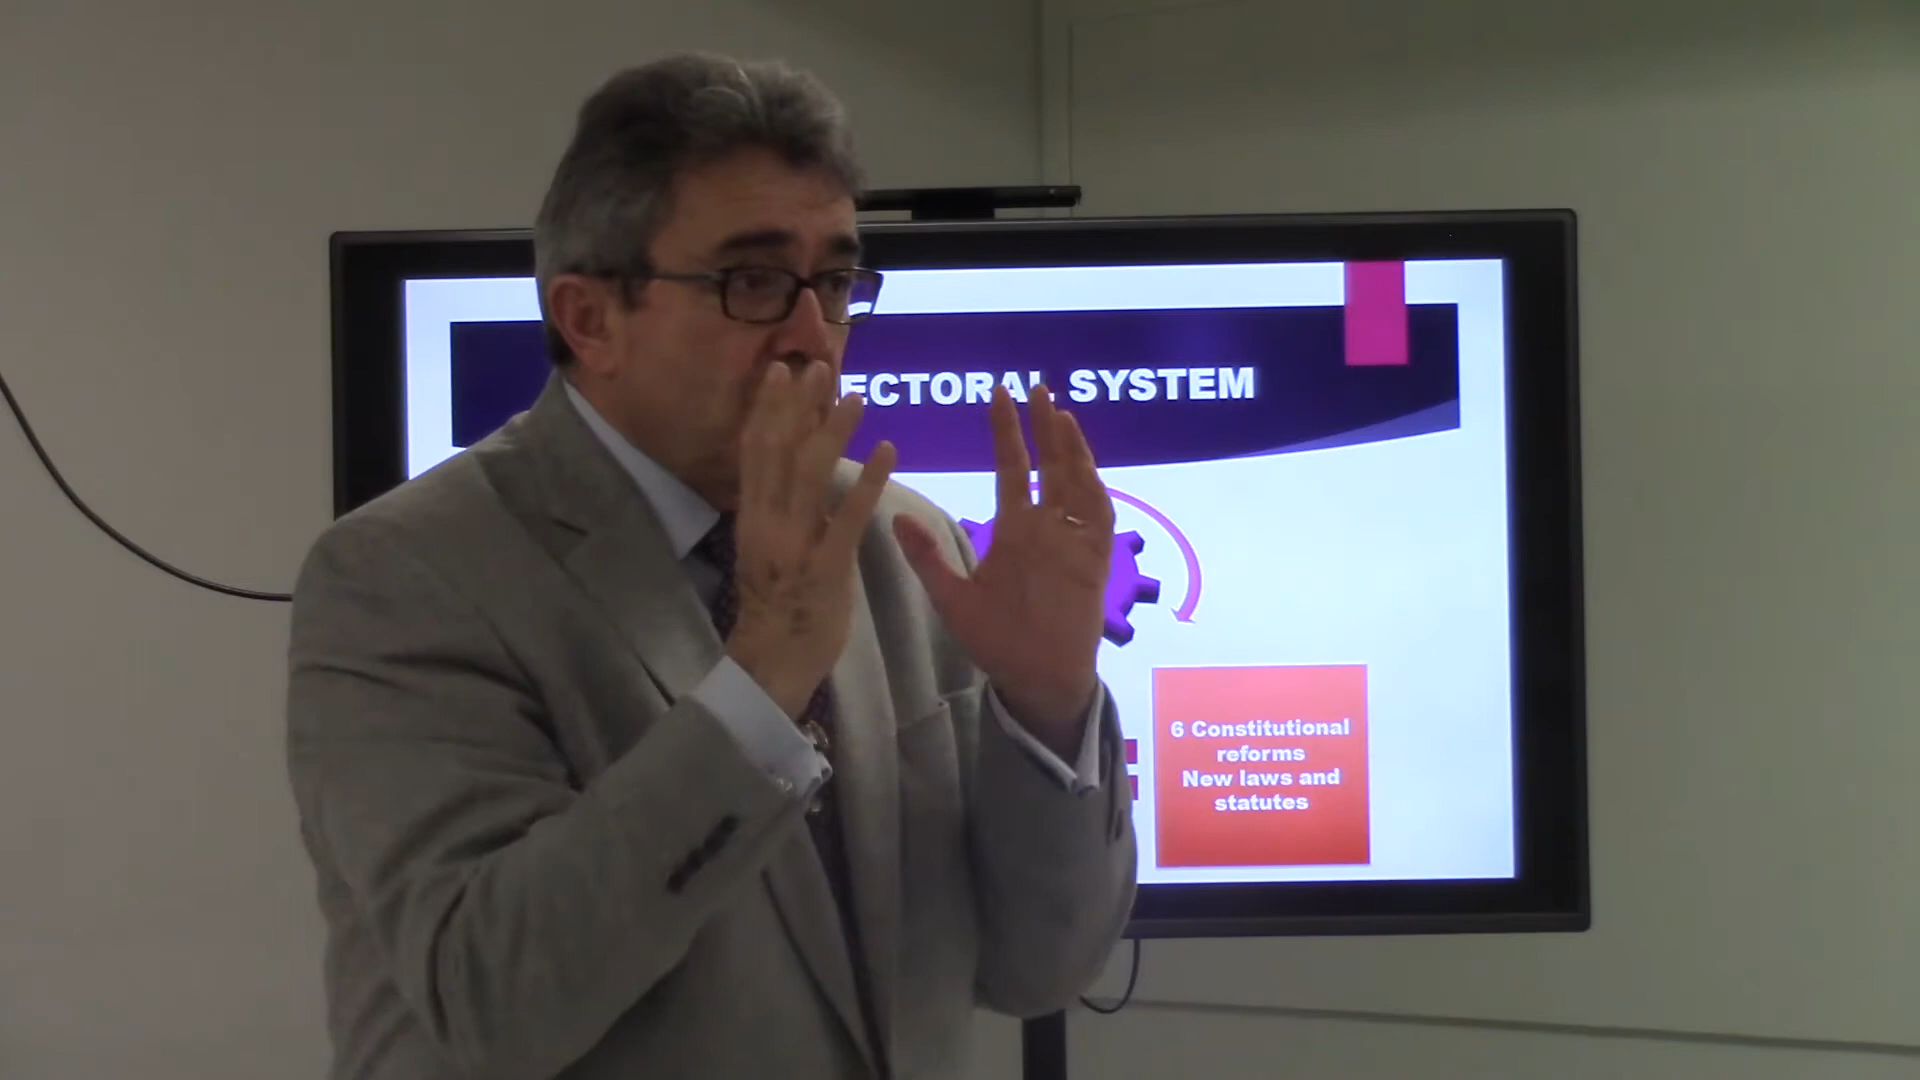 ECTORAL SYSTEM
6 Constitutional
reforms
New laws and
statutes